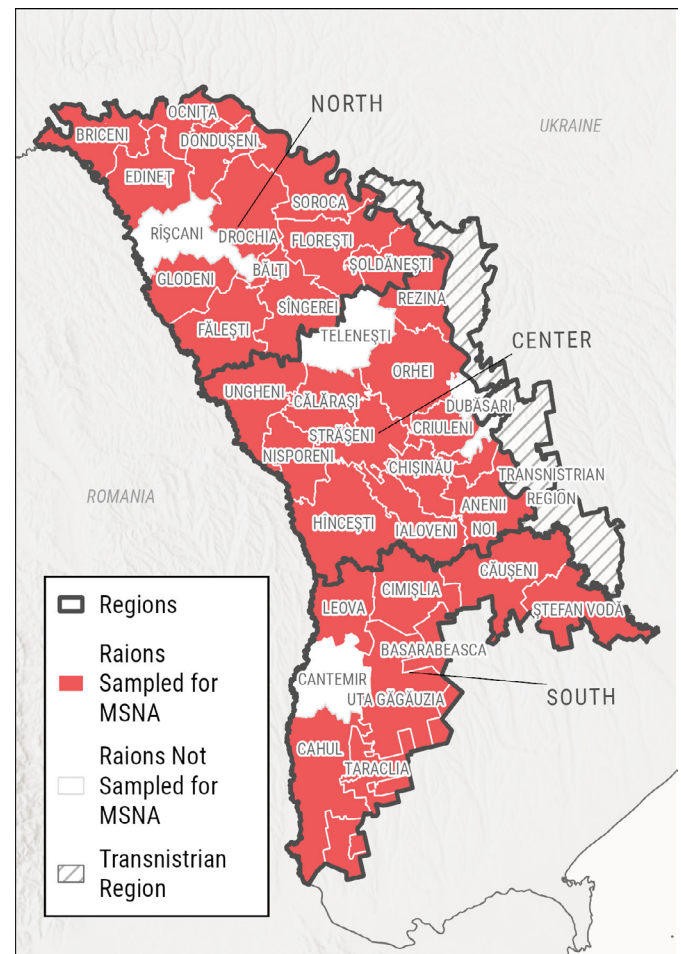 NORTH
OCNIȚA
BRICENI
DONDUȘENI
UKRAINE
EDINEȚ
SOROCA
RÎȘCANI
DROCHIA
FLOREȘTI
BĂLȚI
ȘOLDĂNEȘTI
GLODENI
REZINA
SÎNGEREI
FĂLEȘTI
TELENEȘTI
CENTER
ORHEI
UNGHENI
CĂLĂRAȘI
DUBĂSARI
STRĂȘENI
CRIULENI
NISPORENI
CHIȘINĂU
TRANSNISTRIAN
REGION
ROMANIA
HÎNCEȘTI
IALOVENI
ANENII
NOI
CĂUȘENI
CIMIȘLIA
LEOVA
ȘTEFAN VODĂ
BASARABEASCA
CANTEMIR
UTA GĂGĂUZIA
SOUTH
CAHUL
TARACLIA
Regions
Raions
Sampled for
MSNA
Raions Not
Sampled for
MSNA
Transnistrian
Region